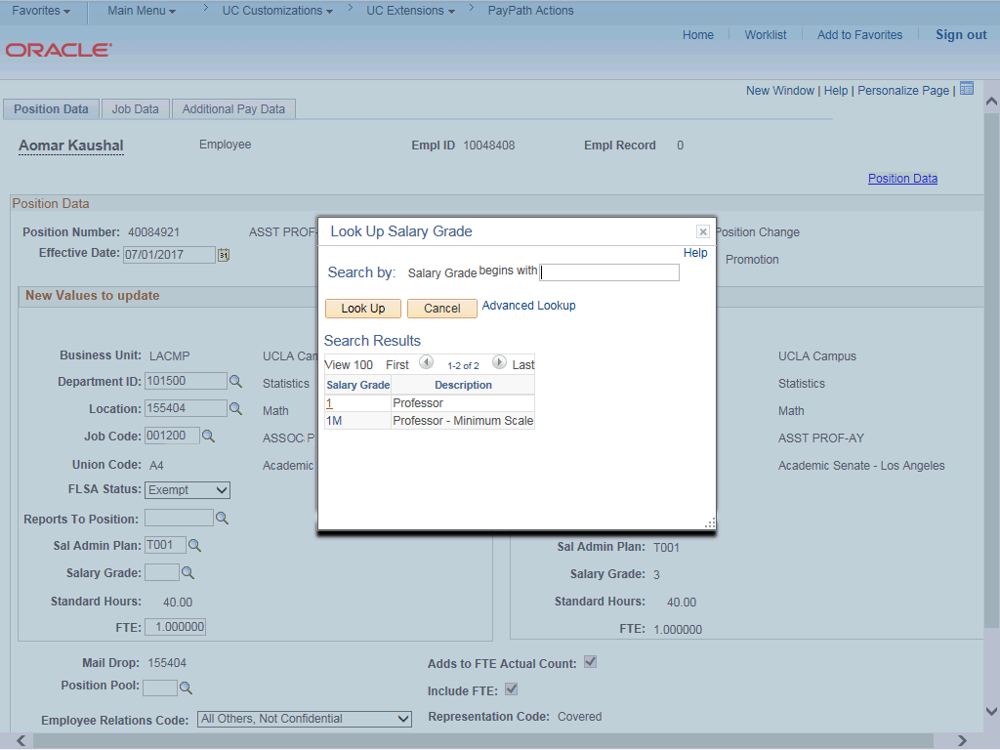 Favorites Main Menu > UC Customizations > UC Extensions > PayPath Actions
Home Worklist Add to Favorites Sign out
ORACLE
New Window | Help | Personalize Page |
Position Data Job Data Additional Pay Data
Aomar Kaushal Employee Empl ID 10048408 Empl Record 0
Position Data
Position Data
Position Number: 40084921 ASST PROF- Position Change
Effective Date: 07/01/2017 31 Promotion
New Values to update
Business Unit: LACMP UCLA Cam UCLA Campus
Department ID: 101500 Statistics Statistics
Location: 155404 Math Math
Job Code: 001200 ASSOC P ASST PROF-AY
Union Code: A4 Academic Academic Senate - Los Angeles
FLSA Status: Exempt
Reports To Position:
Sal Admin Plan: T001 Sal Admin Plan: T001
Salary Grade: Salary Grade: 3
Standard Hours: 40.00 Standard Hours: 40.00
FTE: 1.000000 FTE: 1.000000
Mail Drop: 155404 Adds to FTE Actual Count:
Position Pool: Include FTE:
Employee Relations Code: All Others, Not Confidential Representation Code: Covered
Look Up Salary Grade
Help
Search by: Salary Grade begins with
Look Up Cancel Advanced Lookup
Search Results
View 100 First 1-2 of 2 Last
Salary Grade Description
1 Professor
1M Professor - Minimum Scale